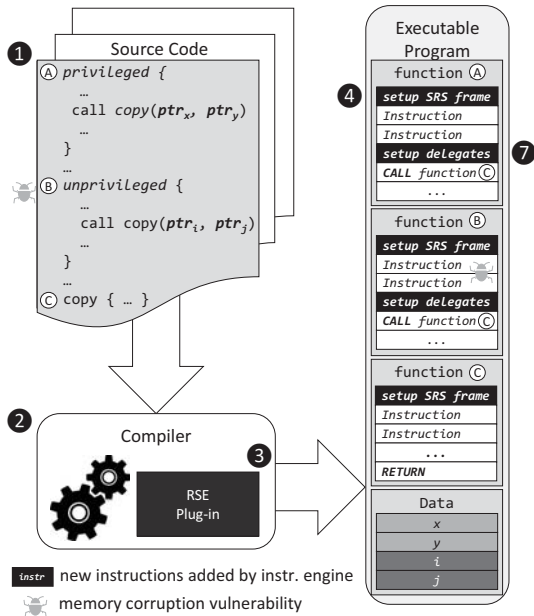 1
Source Code
A privileged {
…
call copy(ptrx, ptry)
…
}
…
B unprivileged {
…
call copy(ptri, ptrj)
…
}
…
C copy { … }
2
Compiler
3
RSE
Plug-in
instr new instructions added by instr. engine
memory corruption vulnerability
Executable
Program
function A
4
setup SRS frame
Instruction
Instruction
setup delegates
7
CALL function C
...
function B
setup SRS frame
Instruction
Instruction
setup delegates
CALL function C
...
function C
setup SRS frame
Instruction
Instruction
...
RETURN
Data
x
y
i
j